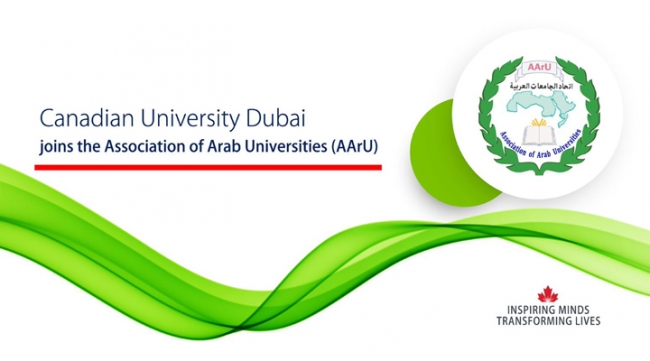 Canadian University Dubai
joins the Association of Arab Universities (AArU)
AArU
اتحاد الجامعات العربية
Association of Arab Universities
INSPIRING MINDS
TRANSFORMING LIVES